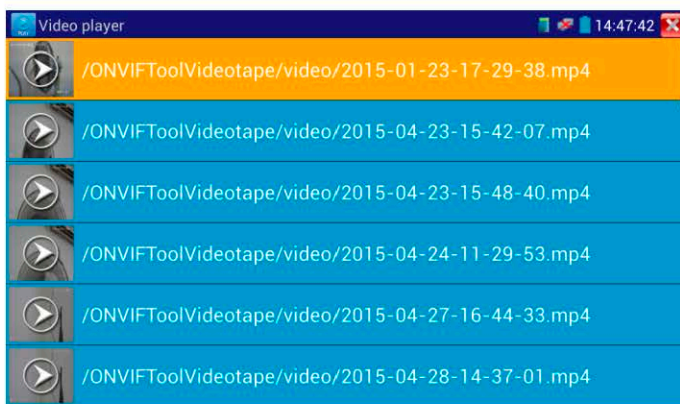 Video player
14:47:42
/ONVIFToolVideotape/video/2015-01-23-17-29-38.mp4
/ONVIFToolVideotape/video/2015-04-23-15-42-07.mp4
/ONVIFToolVideotape/video/2015-04-23-15-48-40.mp4
/ONVIFToolVideotape/video/2015-04-24-11-29-53.mp4
/ONVIFToolVideotape/video/2015-04-27-16-44-33.mp4
/ONVIFToolVideotape/video/2015-04-28-14-37-01.mp4